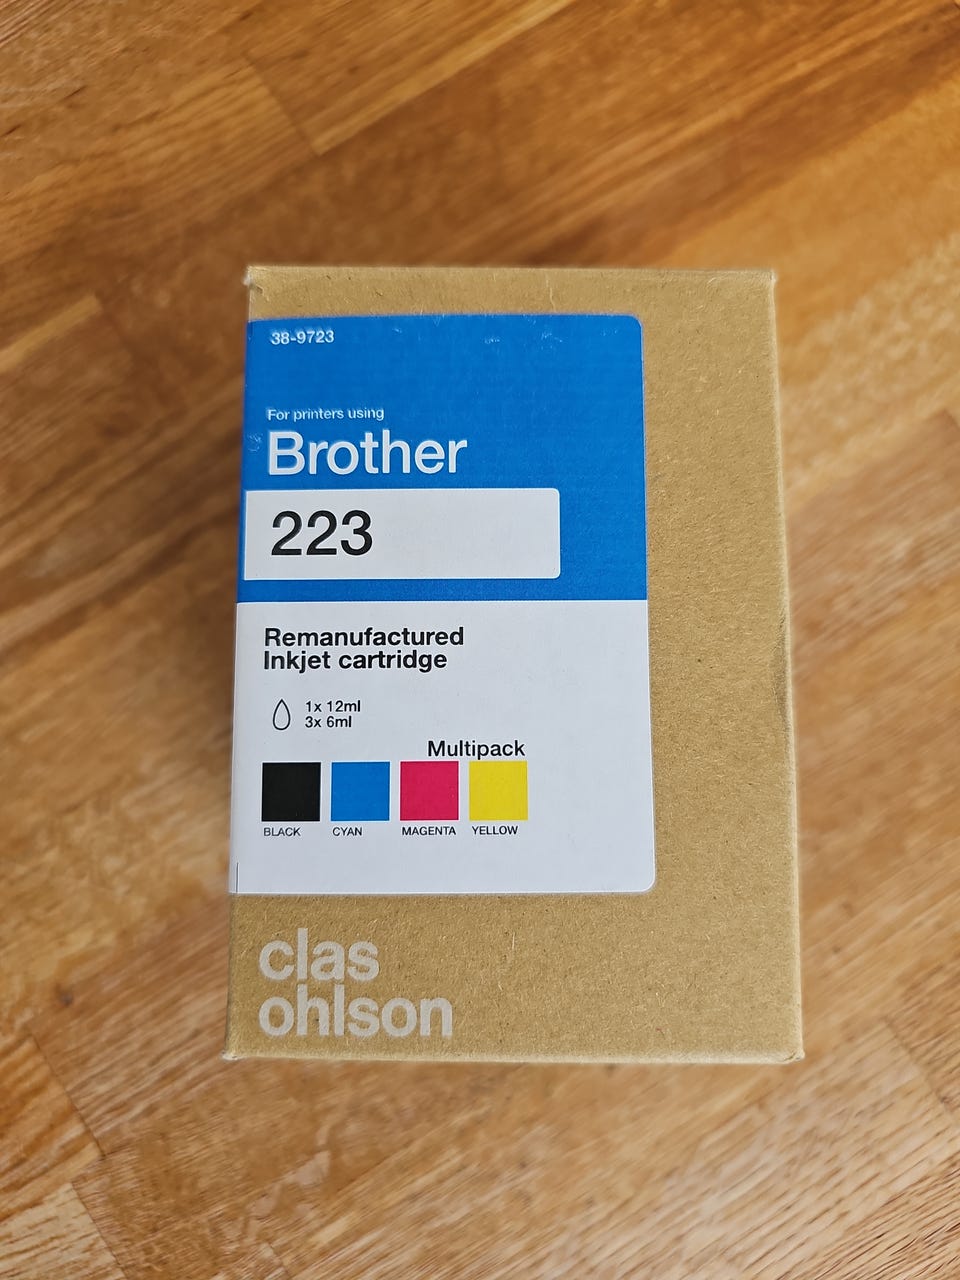 38-9723
For printers using
Brother
223
Remanufactured
Inkjet cartridge
1x 12ml
3x 6ml
Multipack
BLACK CYAN MAGENTA YELLOW
clas
ohlson